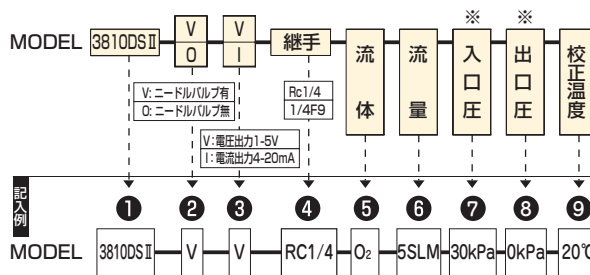 ※ ※
MODEL 3810DSⅡ V O V I 継手 流体 流量 入口圧 出口圧 校正温度
V:ニードルバルブ有
O:ニードルバルブ無
Rc1/4
1/4F9
V:電圧出力1-5V
I:電流出力4-20mA
記入例
❶ ❷ ❸ ❹ ❺ ❻ ❼ ❽ ❾
MODEL 3810DSⅡ V V RC1/4 O₂ 5SLM 30kPa 0kPa 20℃